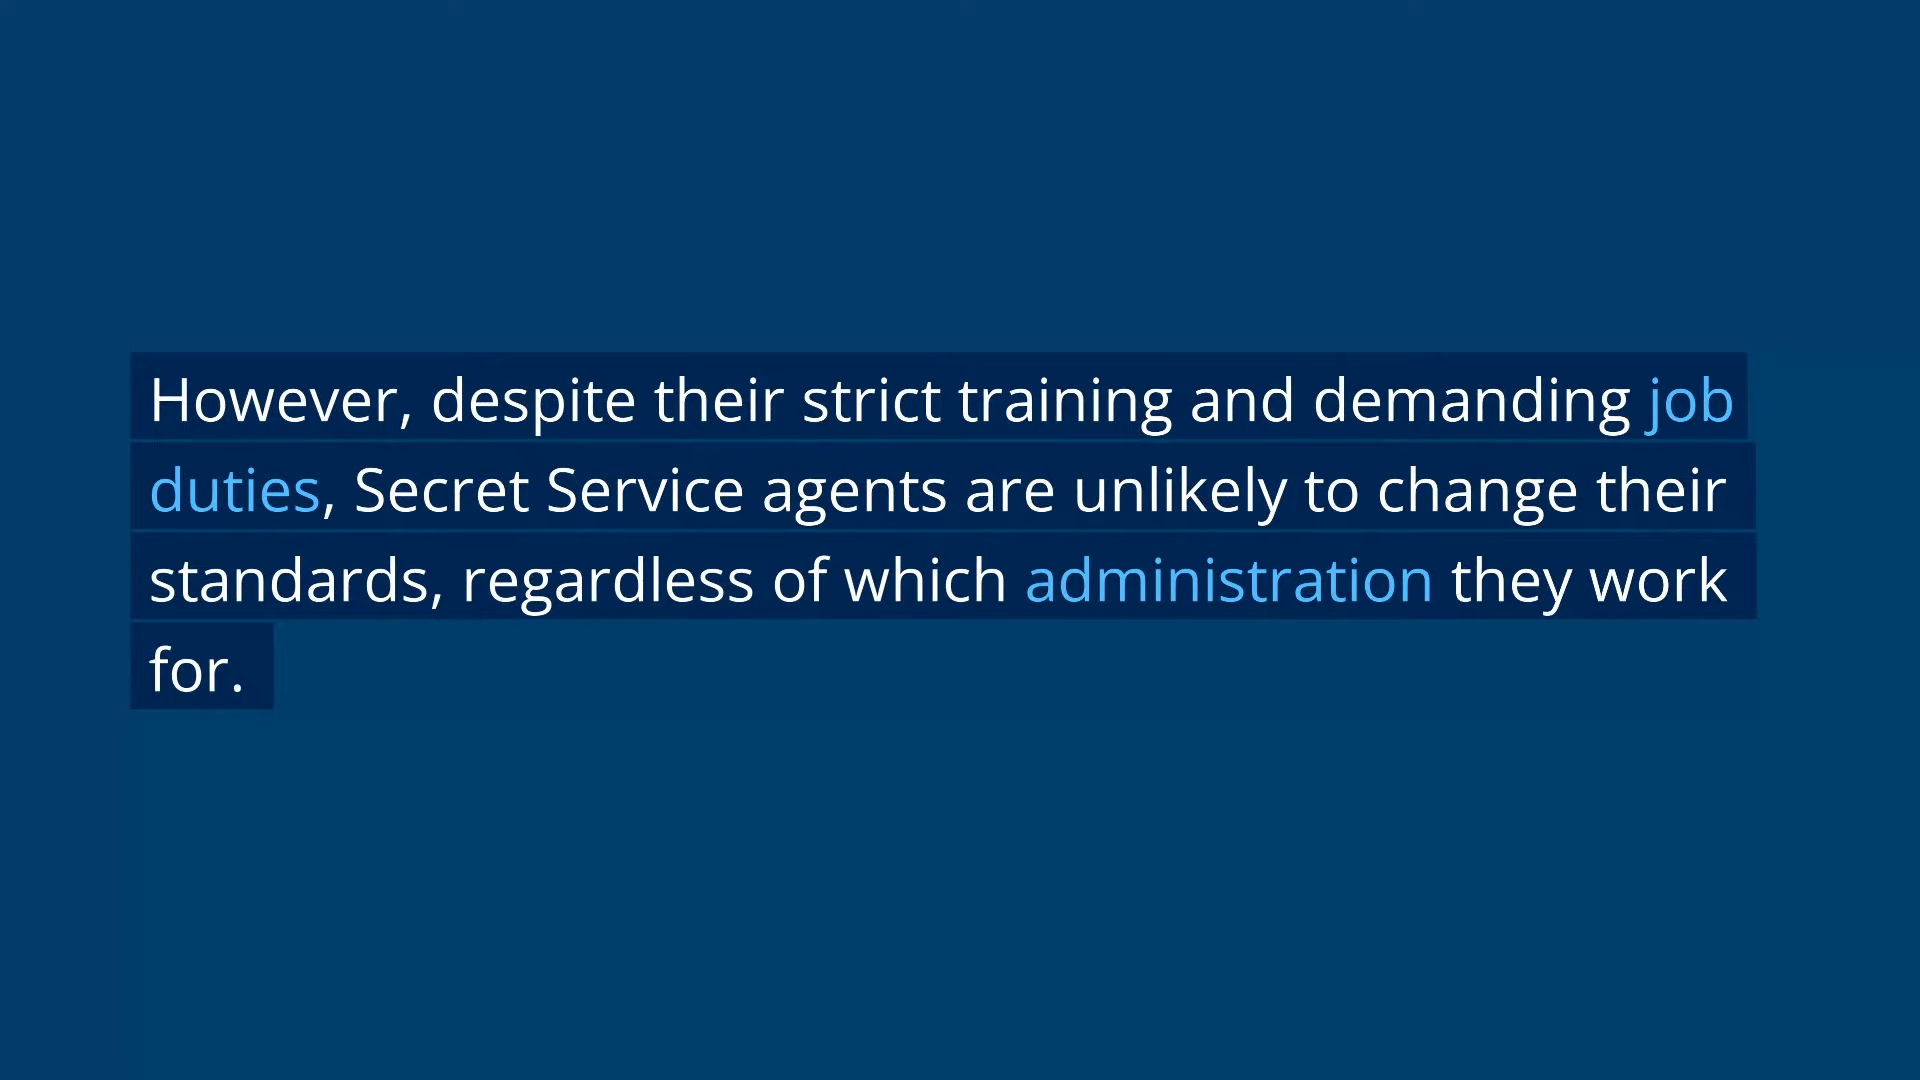 However, despite their strict training and demanding job
duties, Secret Service agents are unlikely to change their
standards, regardless of which administration they work
for.